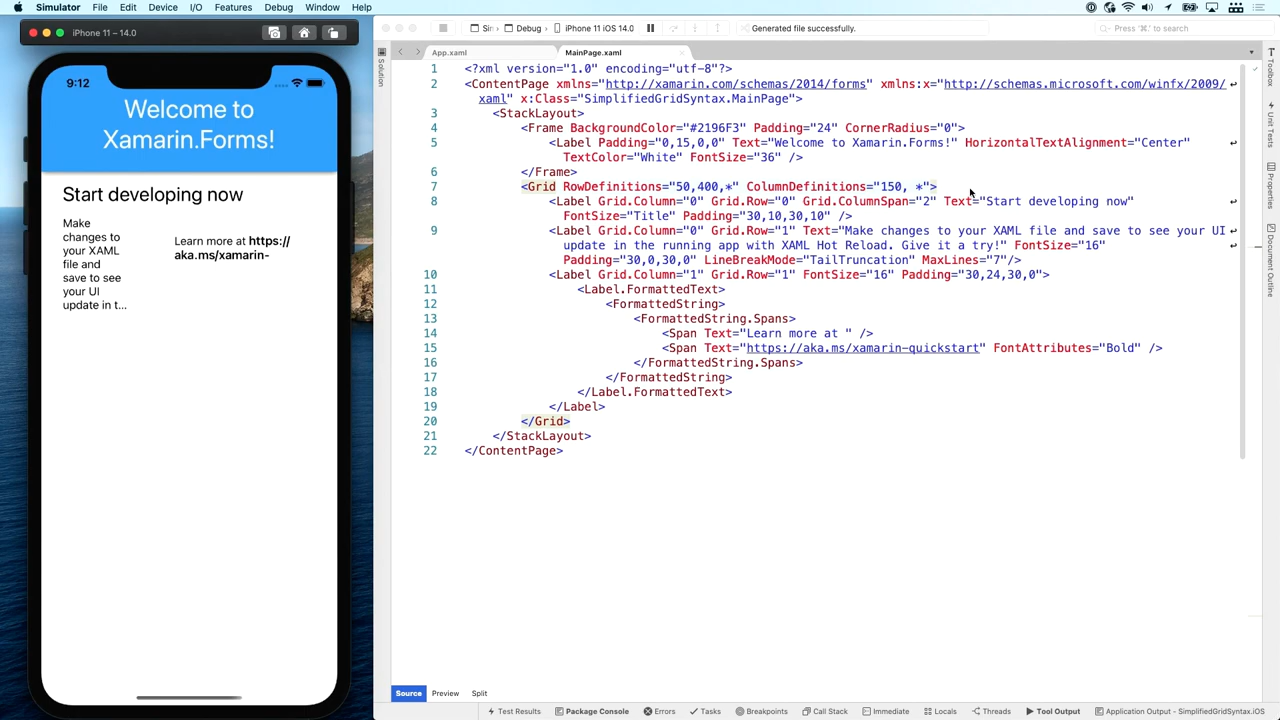 Simulator File Edit Device I/O Features Debug Window Help
iPhone 11 – 14.0
9:12
Welcome to
Xamarin.Forms!
Start developing now
Make
changes to
your XAML
file and
save to see
your UI
update in t...
Learn more at https://
aka.ms/xamarin-
Debug iPhone 11 iOS 14.0 Generated file successfully. Press '⌘.' to search
App.xaml MainPage.xaml
1 <?xml version="1.0" encoding="utf-8"?>
2 <ContentPage xmlns="http://xamarin.com/schemas/2014/forms" xmlns:x="http://schemas.microsoft.com/winfx/2009/
xaml" x:Class="SimplifiedGridSyntax.MainPage">
3 <StackLayout>
4 <Frame BackgroundColor="#2196F3" Padding="24" CornerRadius="0">
5 <Label Padding="0,15,0,0" Text="Welcome to Xamarin.Forms!" HorizontalTextAlignment="Center"
TextColor="White" FontSize="36" />
6 </Frame>
7 <Grid RowDefinitions="50,400,*" ColumnDefinitions="150, *">
8 <Label Grid.Column="0" Grid.Row="0" Grid.ColumnSpan="2" Text="Start developing now"
FontSize="Title" Padding="30,10,30,10" />
9 <Label Grid.Column="0" Grid.Row="1" Text="Make changes to your XAML file and save to see your UI
update in the running app with XAML Hot Reload. Give it a try!" FontSize="16"
Padding="30,0,30,0" LineBreakMode="TailTruncation" MaxLines="7"/>
10 <Label Grid.Column="1" Grid.Row="1" FontSize="16" Padding="30,24,30,0">
11 <Label.FormattedText>
12 <FormattedString>
13 <FormattedString.Spans>
14 <Span Text="Learn more at " />
15 <Span Text="https://aka.ms/xamarin-quickstart" FontAttributes="Bold" />
16 </FormattedString.Spans>
17 </FormattedString>
18 </Label.FormattedText>
19 </Label>
20 </Grid>
21 </StackLayout>
22 </ContentPage>
Solution
Toolbox
Unit Tests
Properties
Document Outline
Source Preview Split
Test Results Package Console Errors Tasks Breakpoints Call Stack Immediate Locals Threads Tool Output Application Output - SimplifiedGridSyntax.iOS